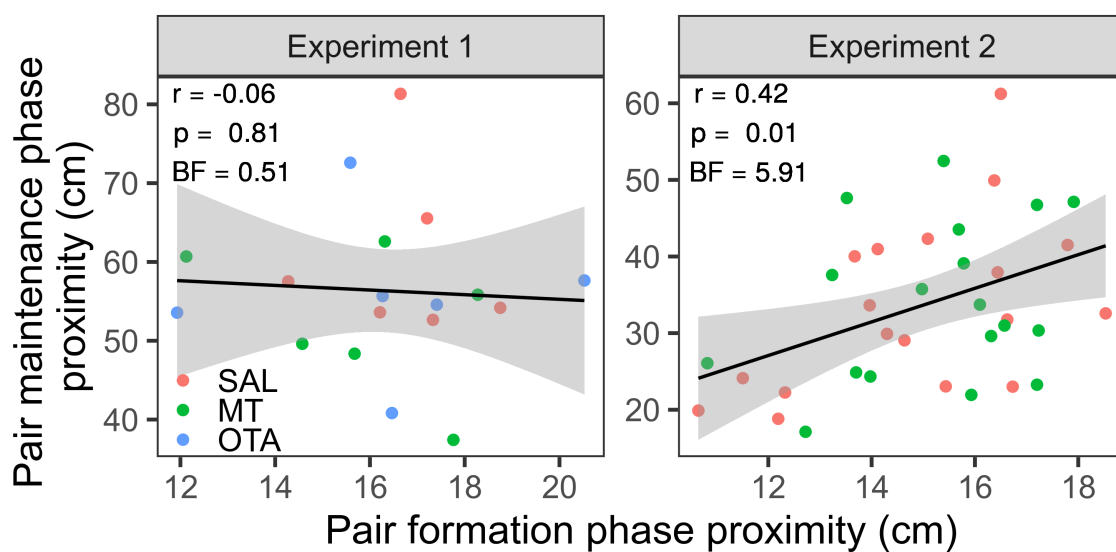 Experiment 1
Experiment 2
Pair maintenance phase
proximity (cm)
r = -0.06
p = 0.81
BF = 0.51
80
70
60
50
40
SAL
MT
OTA
12 14 16 18 20
r = 0.42
p = 0.01
BF = 5.91
60
50
40
30
20
12 14 16 18
Pair formation phase proximity (cm)